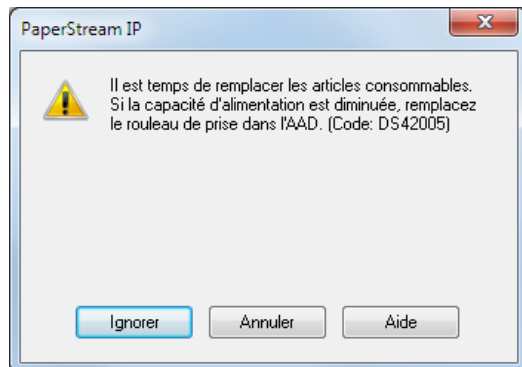 PaperStream IP
Il est temps de remplacer les articles consommables.
Si la capacité d'alimentation est diminuée, remplacez
le rouleau de prise dans l'AAD. (Code: DS42005)
Ignorer
Annuler
Aide